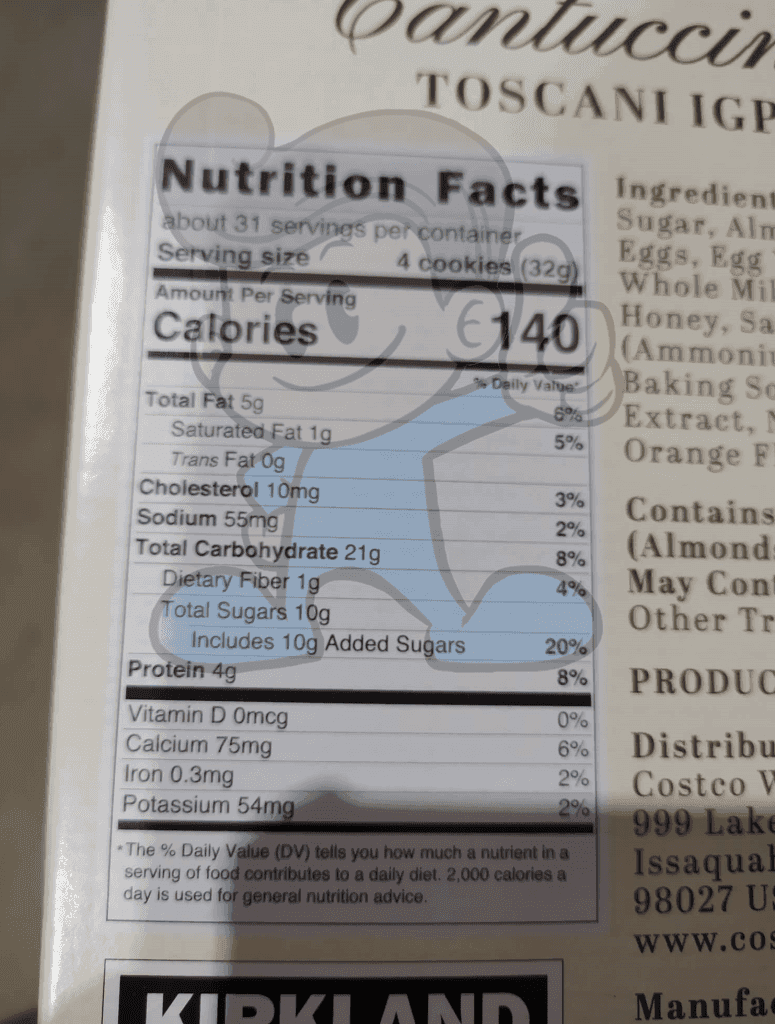 Cantuccin
TOSCANI IGP
Nutrition Facts
about 31 servings per container
Serving size 4 cookies (32g)
Amount Per Serving
Calories 140
% Daily Value*
Total Fat 5g 6%
Saturated Fat 1g 5%
Trans Fat 0g
Cholesterol 10mg 3%
Sodium 55mg 2%
Total Carbohydrate 21g 8%
Dietary Fiber 1g 4%
Total Sugars 10g
Includes 10g Added Sugars 20%
Protein 4g 8%
Vitamin D 0mcg 0%
Calcium 75mg 6%
Iron 0.3mg 2%
Potassium 54mg 2%
*The % Daily Value (DV) tells you how much a nutrient in a
serving of food contributes to a daily diet. 2,000 calories a
day is used for general nutrition advice.
KIRKLAND
Ingredient
Sugar, Alm
Eggs, Egg
Whole Mil
Honey, Sa
(Ammoniu
Baking So
Extract,
Orange F
Contains
(Almond
May Cont
Other Tr
PRODUC
Distribu
Costco W
999 Lake
Issaquah
98027 US
www.cos
Manufac